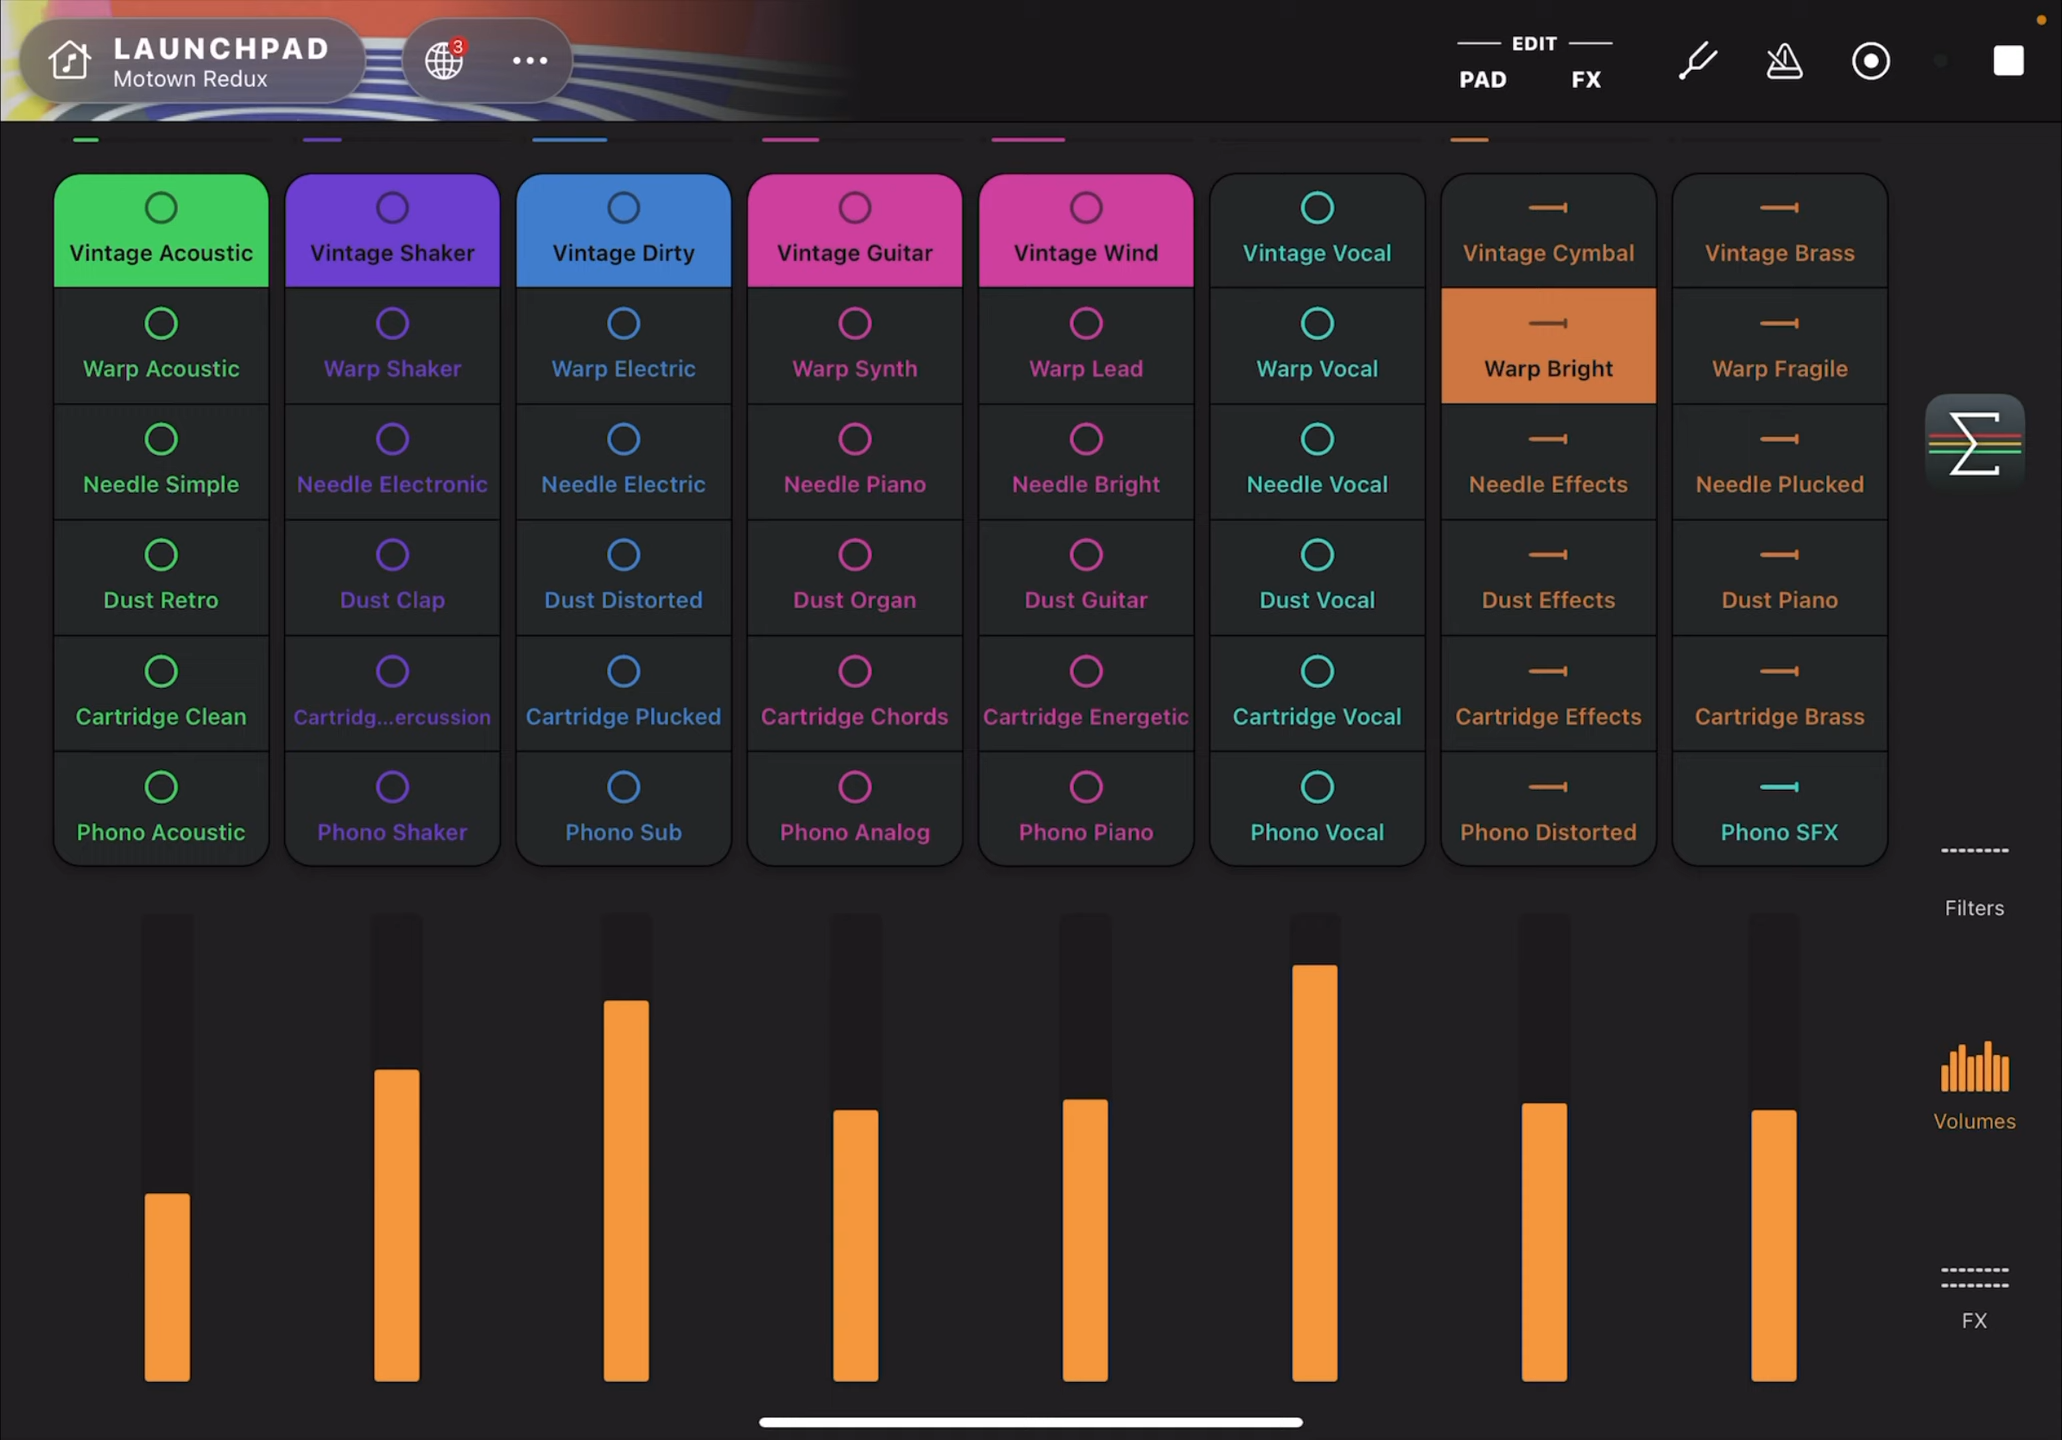 LAUNCHPAD
Motown Redux
3
EDIT
PAD FX
Vintage Acoustic Vintage Shaker Vintage Dirty Vintage Guitar Vintage Wind Vintage Vocal Vintage Cymbal Vintage Brass
Warp Acoustic Warp Shaker Warp Electric Warp Synth Warp Lead Warp Vocal Warp Bright Warp Fragile
Needle Simple Needle Electronic Needle Electric Needle Piano Needle Bright Needle Vocal Needle Effects Needle Plucked
Dust Retro Dust Clap Dust Distorted Dust Organ Dust Guitar Dust Vocal Dust Effects Dust Piano
Cartridge Clean Cartridg...ercussion Cartridge Plucked Cartridge Chords Cartridge Energetic Cartridge Vocal Cartridge Effects Cartridge Brass
Phono Acoustic Phono Shaker Phono Sub Phono Analog Phono Piano Phono Vocal Phono Distorted Phono SFX
Σ
Filters
Volumes
FX